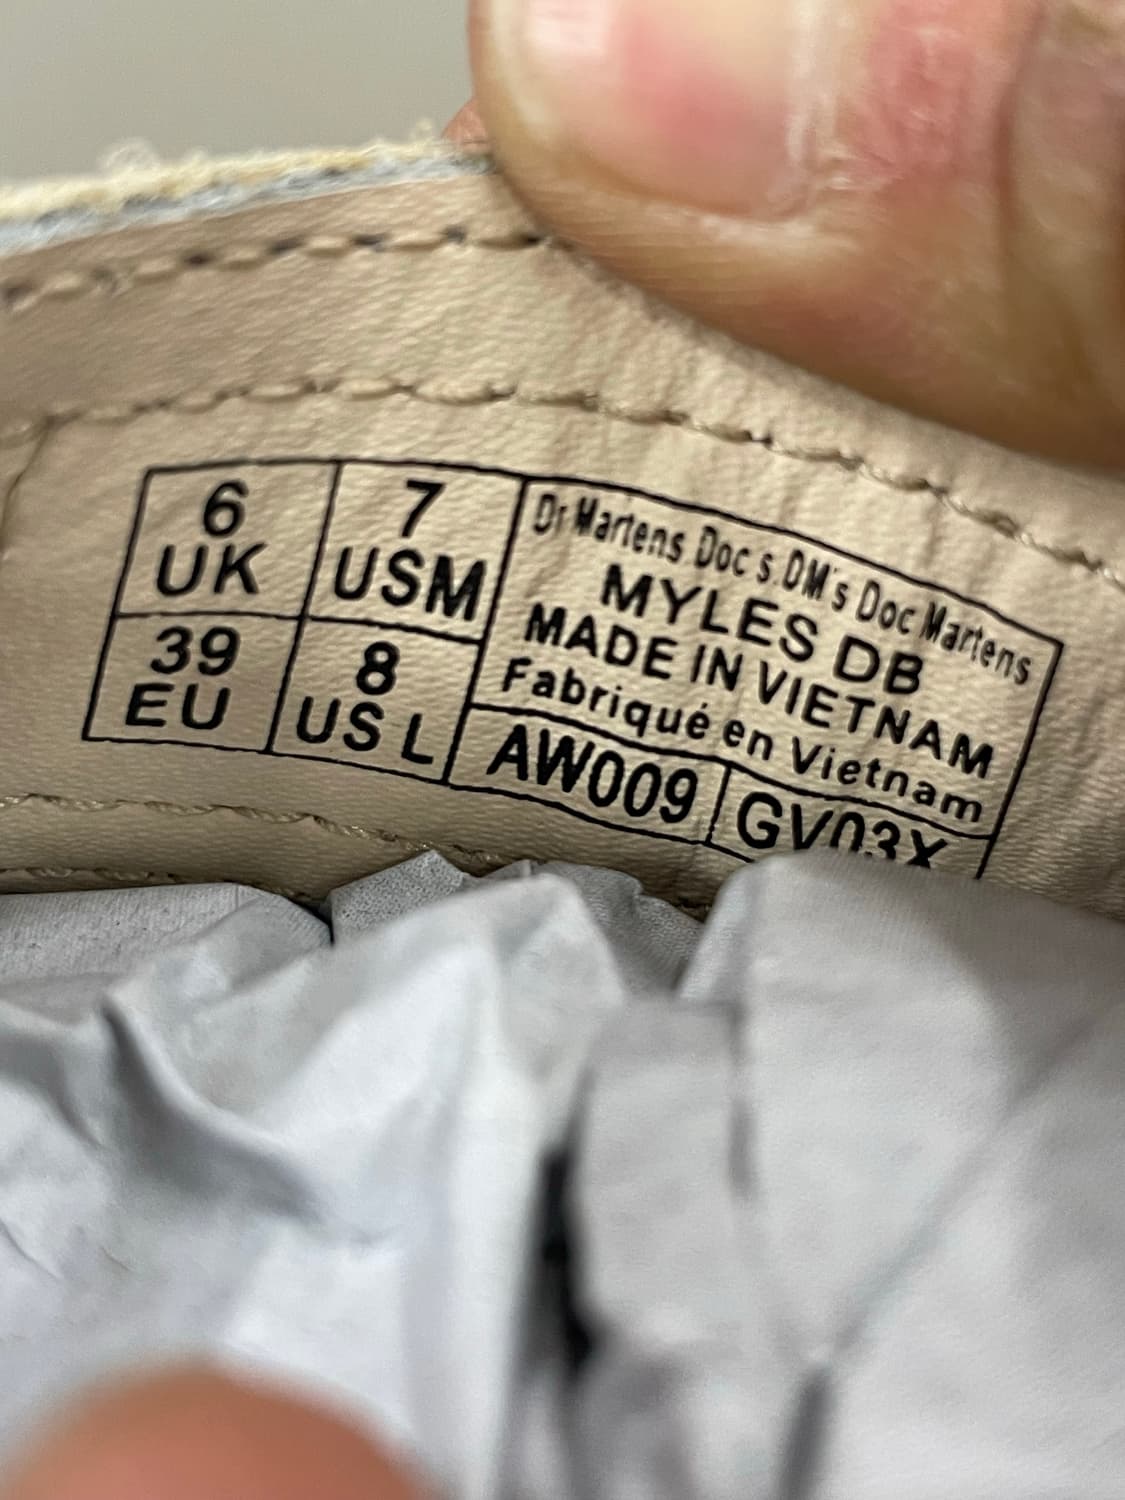 6
UK
7
USM
39
EU
8
US L
Dr Martens Doc's DM's Doc Martens
MYLES DB
MADE IN VIETNAM
Fabriqué en Vietnam
AW009
GV03X